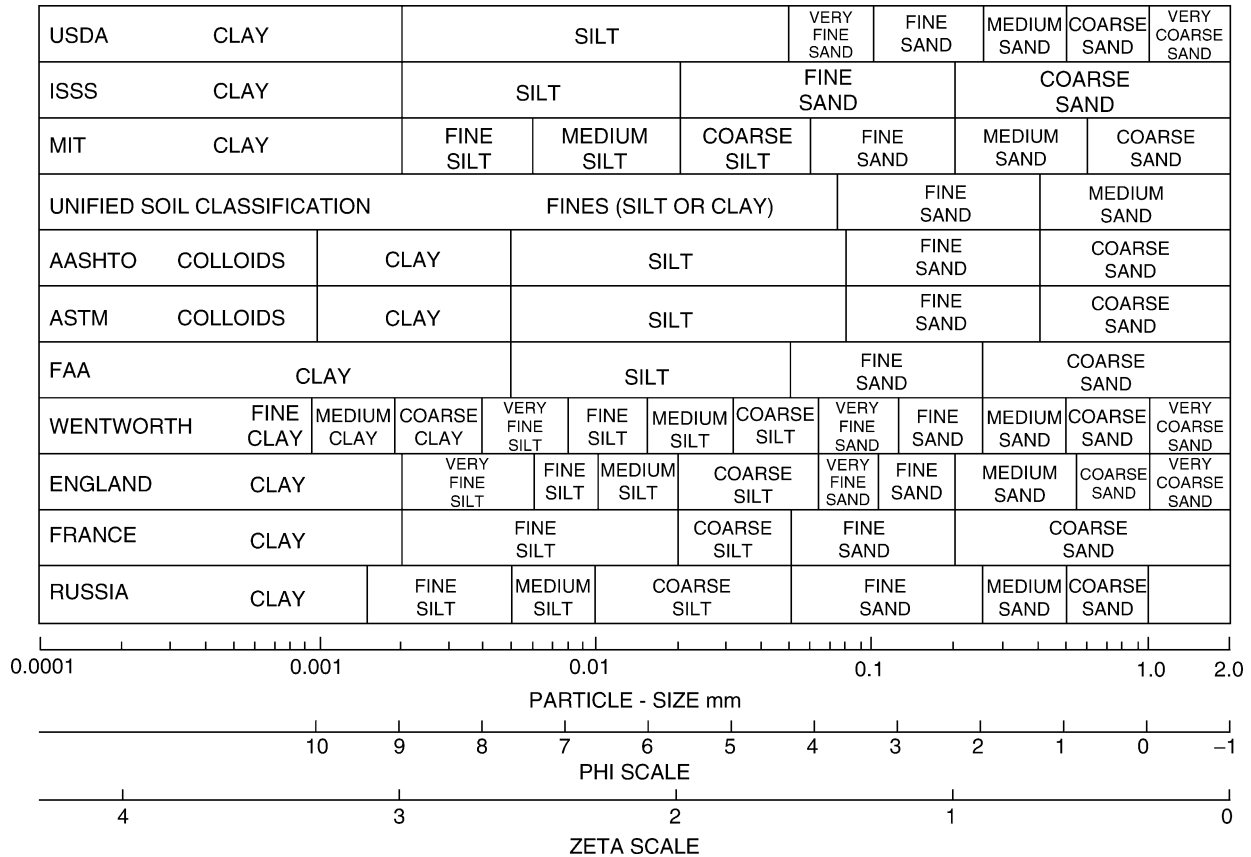 USDA CLAY SILT VERY FINE SAND FINE SAND MEDIUM SAND COARSE SAND VERY COARSE SAND
ISSS CLAY SILT FINE SAND COARSE SAND
MIT CLAY FINE SILT MEDIUM SILT COARSE SILT FINE SAND MEDIUM SAND COARSE SAND
UNIFIED SOIL CLASSIFICATION FINES (SILT OR CLAY) FINE SAND MEDIUM SAND
AASHTO COLLOIDS CLAY SILT FINE SAND COARSE SAND
ASTM COLLOIDS CLAY SILT FINE SAND COARSE SAND
FAA CLAY SILT FINE SAND COARSE SAND
WENTWORTH FINE CLAY MEDIUM CLAY COARSE CLAY VERY FINE SILT FINE SILT MEDIUM SILT COARSE SILT VERY FINE SAND FINE SAND MEDIUM SAND COARSE SAND VERY COARSE SAND
ENGLAND CLAY VERY FINE SILT FINE SILT MEDIUM SILT COARSE SILT VERY FINE SAND FINE SAND MEDIUM SAND COARSE SAND VERY COARSE SAND
FRANCE CLAY FINE SILT COARSE SILT FINE SAND COARSE SAND
RUSSIA CLAY FINE SILT MEDIUM SILT COARSE SILT FINE SAND MEDIUM SAND COARSE SAND
0.0001 0.001 0.01 0.1 1.0 2.0
PARTICLE - SIZE mm
10 9 8 7 6 5 4 3 2 1 0 −1
PHI SCALE
4 3 2 1 0
ZETA SCALE